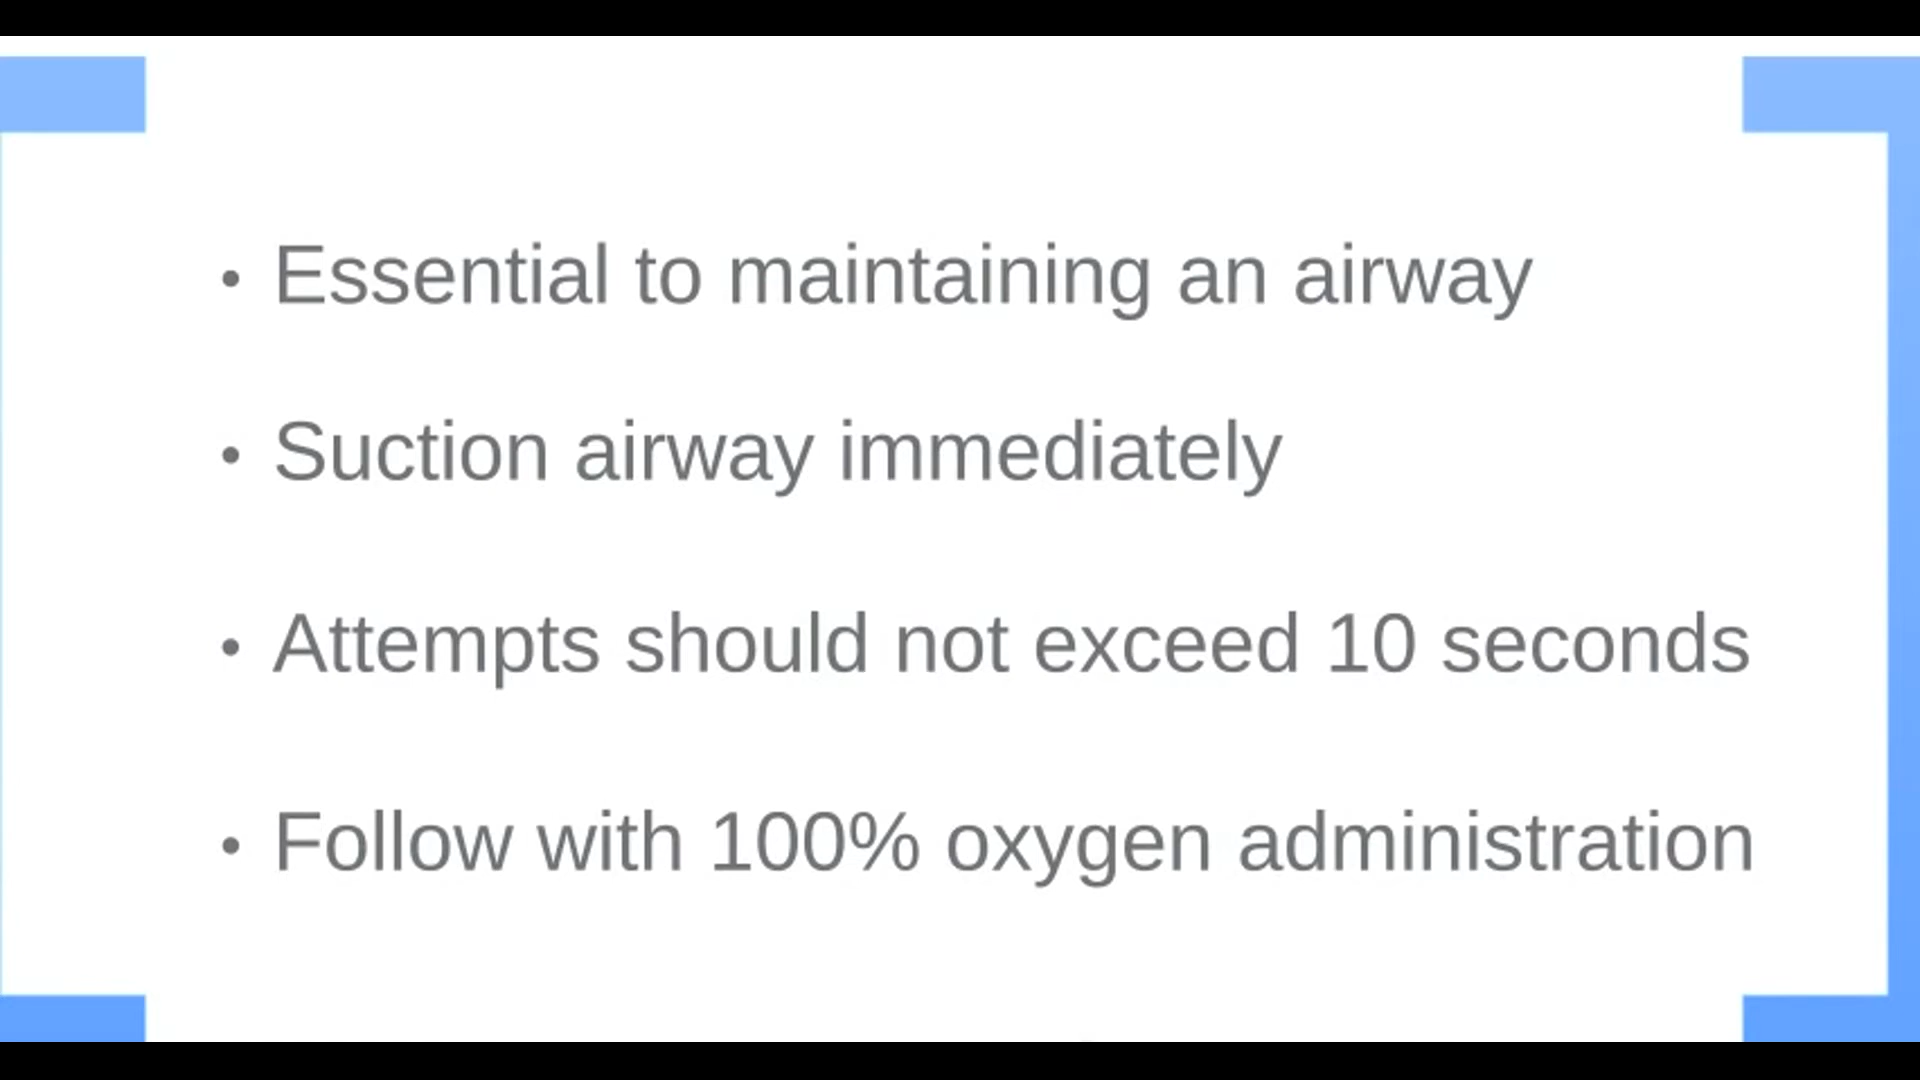 • Essential to maintaining an airway
• Suction airway immediately
• Attempts should not exceed 10 seconds
• Follow with 100% oxygen administration